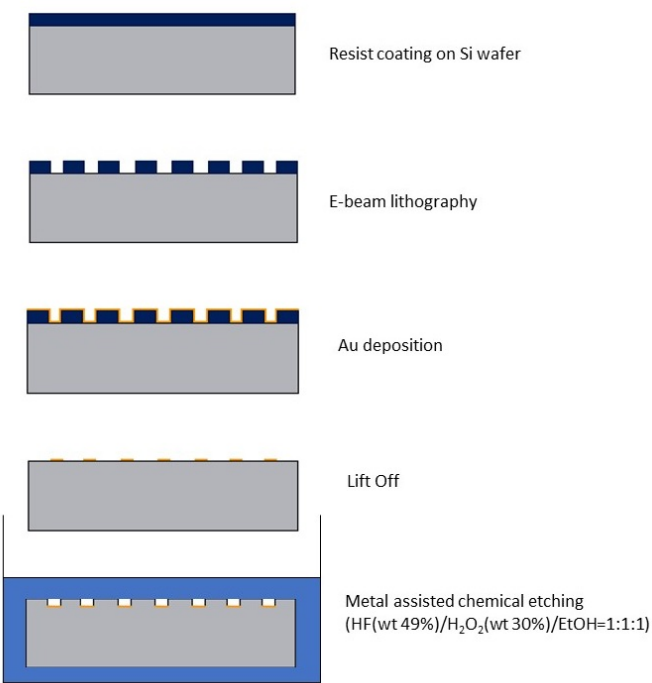 Resist coating on Si wafer
E-beam lithography
Au deposition
Lift Off
Metal assisted chemical etching
(HF(wt 49%)/H₂O₂(wt 30%)/EtOH=1:1:1)